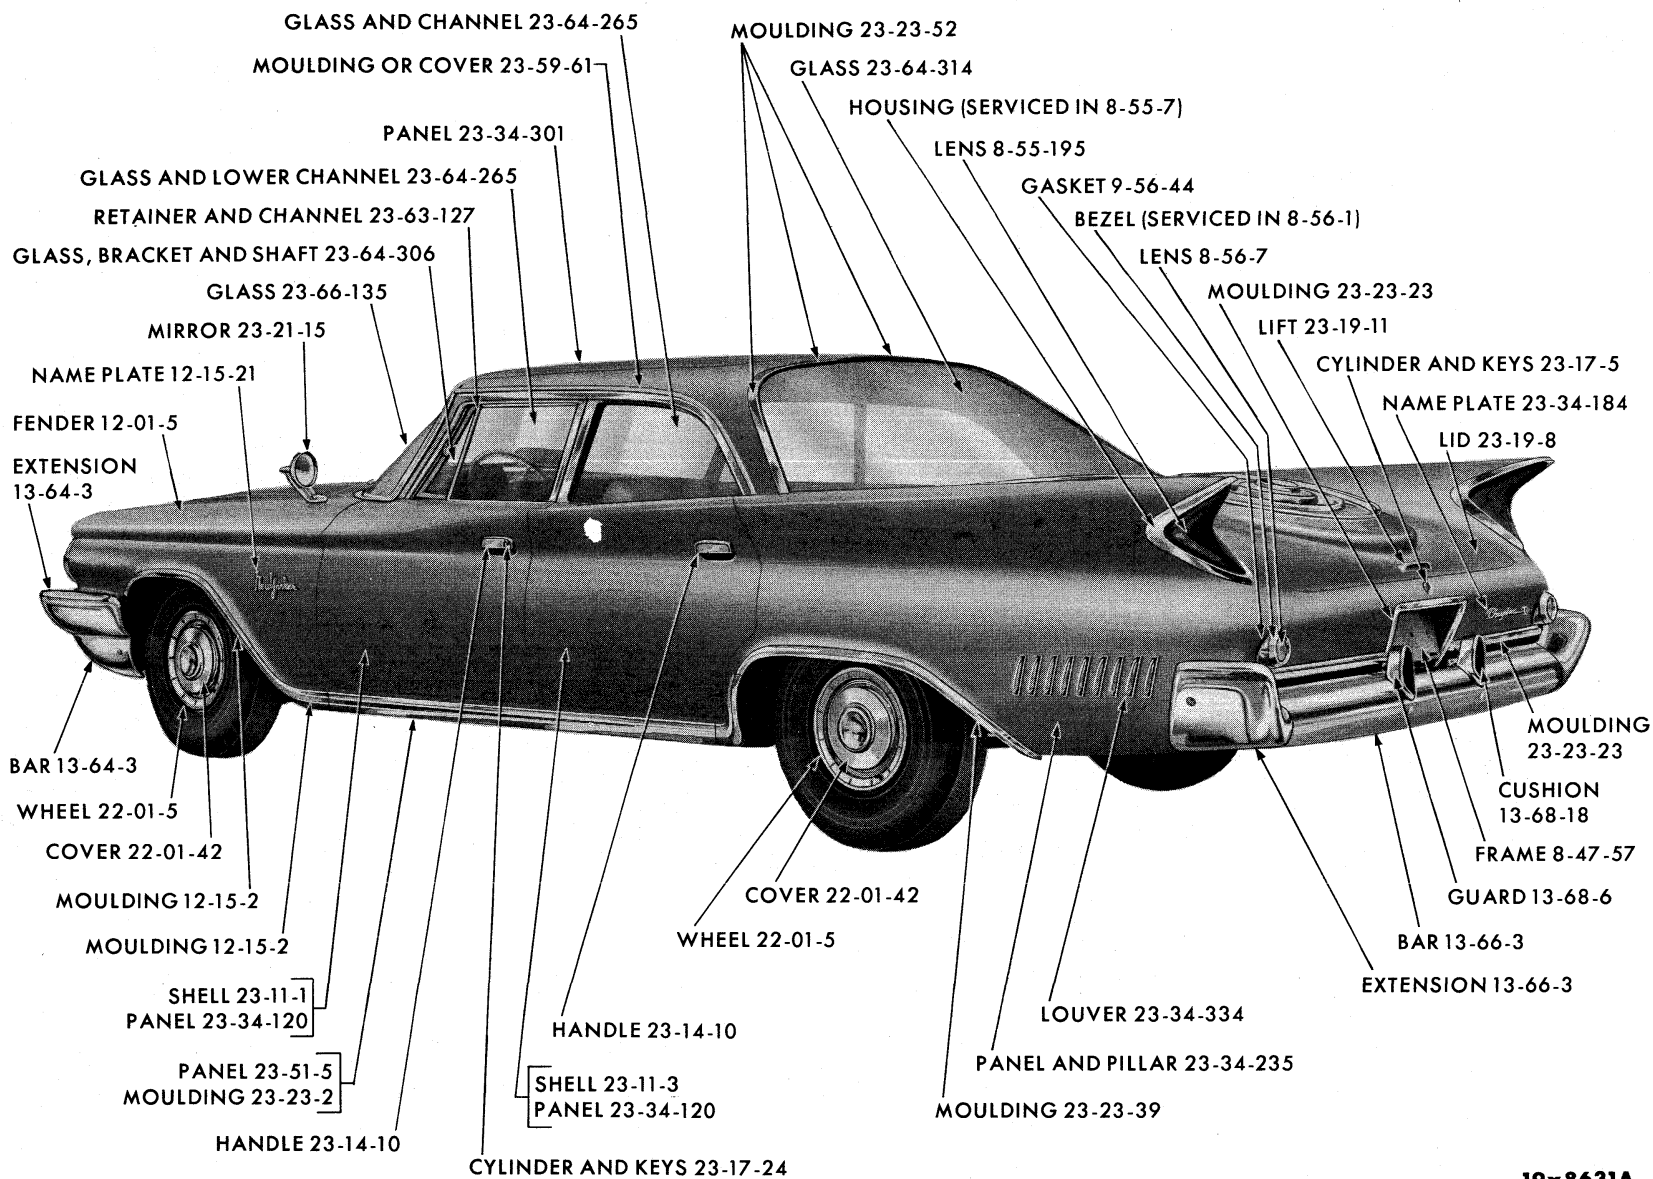 GLASS AND CHANNEL 23-64-265
MOULDING OR COVER 23-59-61
PANEL 23-34-301
GLASS AND LOWER CHANNEL 23-64-265
RETAINER AND CHANNEL 23-63-127
GLASS, BRACKET AND SHAFT 23-64-306
GLASS 23-66-135
MIRROR 23-21-15
NAME PLATE 12-15-21
FENDER 12-01-5
EXTENSION
13-64-3
MOULDING 23-23-52
GLASS 23-64-314
HOUSING (SERVICED IN 8-55-7)
LENS 8-55-195
GASKET 9-56-44
BEZEL (SERVICED IN 8-56-1)
LENS 8-56-7
MOULDING 23-23-23
LIFT 23-19-11
CYLINDER AND KEYS 23-17-5
NAME PLATE 23-34-184
LID 23-19-8
BAR 13-64-3
WHEEL 22-01-5
COVER 22-01-42
MOULDING 12-15-2
MOULDING 12-15-2
SHELL 23-11-1
PANEL 23-34-120
PANEL 23-51-5
MOULDING 23-23-2
HANDLE 23-14-10
CYLINDER AND KEYS 23-17-24
SHELL 23-11-3
PANEL 23-34-120
HANDLE 23-14-10
WHEEL 22-01-5
COVER 22-01-42
MOULDING 23-23-39
PANEL AND PILLAR 23-34-235
LOUVER 23-34-334
EXTENSION 13-66-3
BAR 13-66-3
GUARD 13-68-6
FRAME 8-47-57
CUSHION
13-68-18
MOULDING
23-23-23